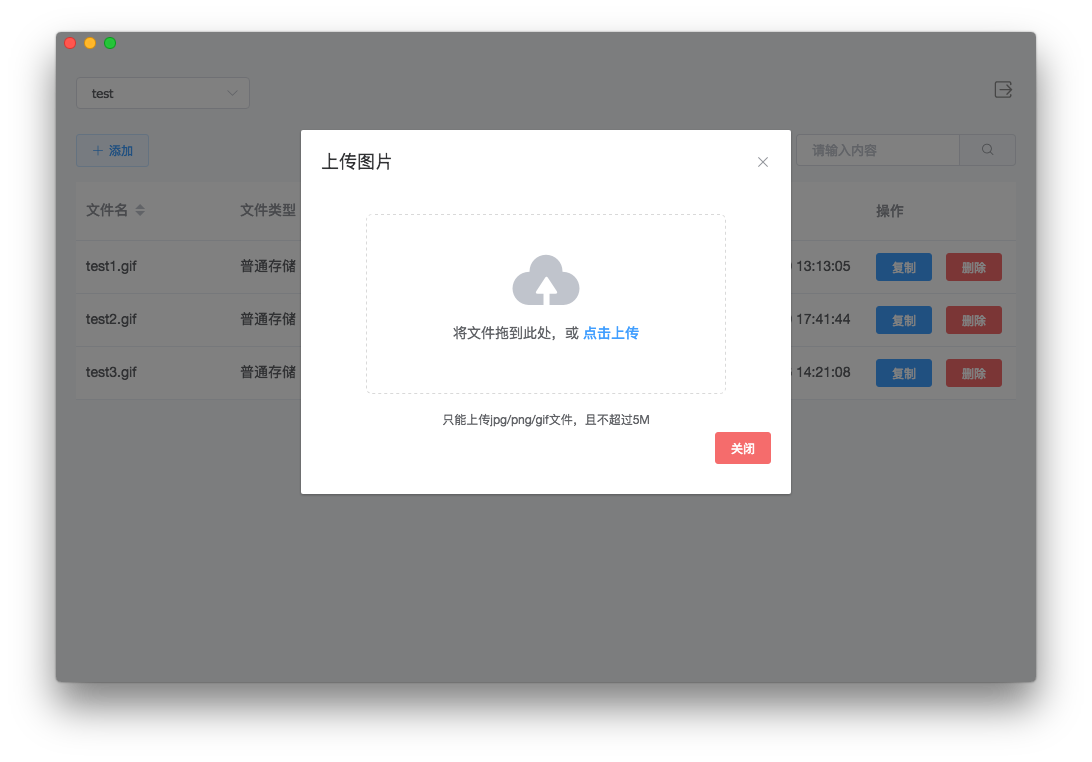 test
+ 添加
请输入内容
文件名
文件类型
操作
test1.gif
普通存储
13:13:05
复制
删除
test2.gif
普通存储
17:41:44
复制
删除
test3.gif
普通存储
14:21:08
复制
删除
上传图片
将文件拖到此处，或 点击上传
只能上传jpg/png/gif文件，且不超过5M
关闭